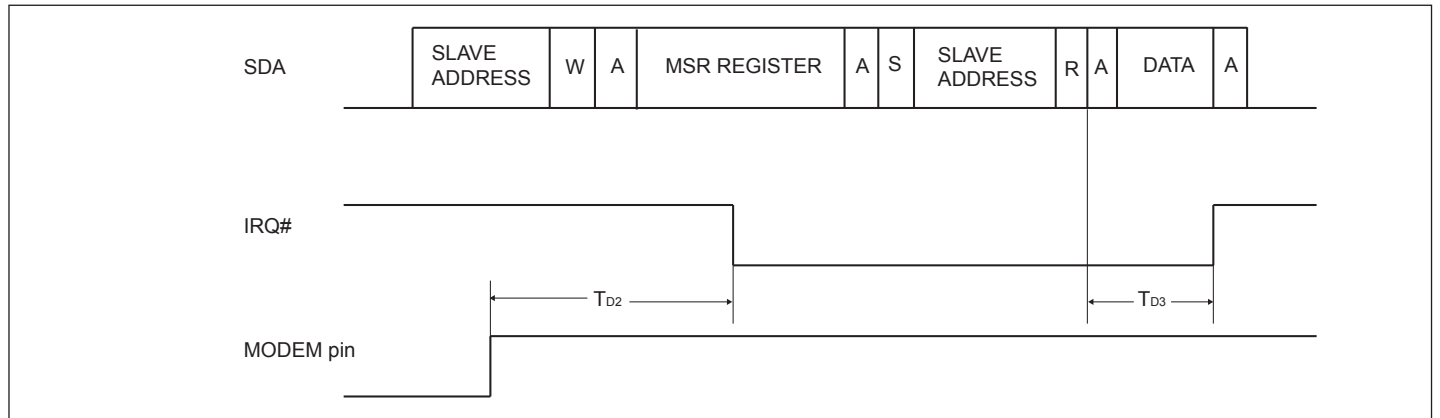 SDA
SLAVE
ADDRESS
W
A
MSR REGISTER
A
S
SLAVE
ADDRESS
R
A
DATA
A
IRQ#
TD2
TD3
MODEM pin